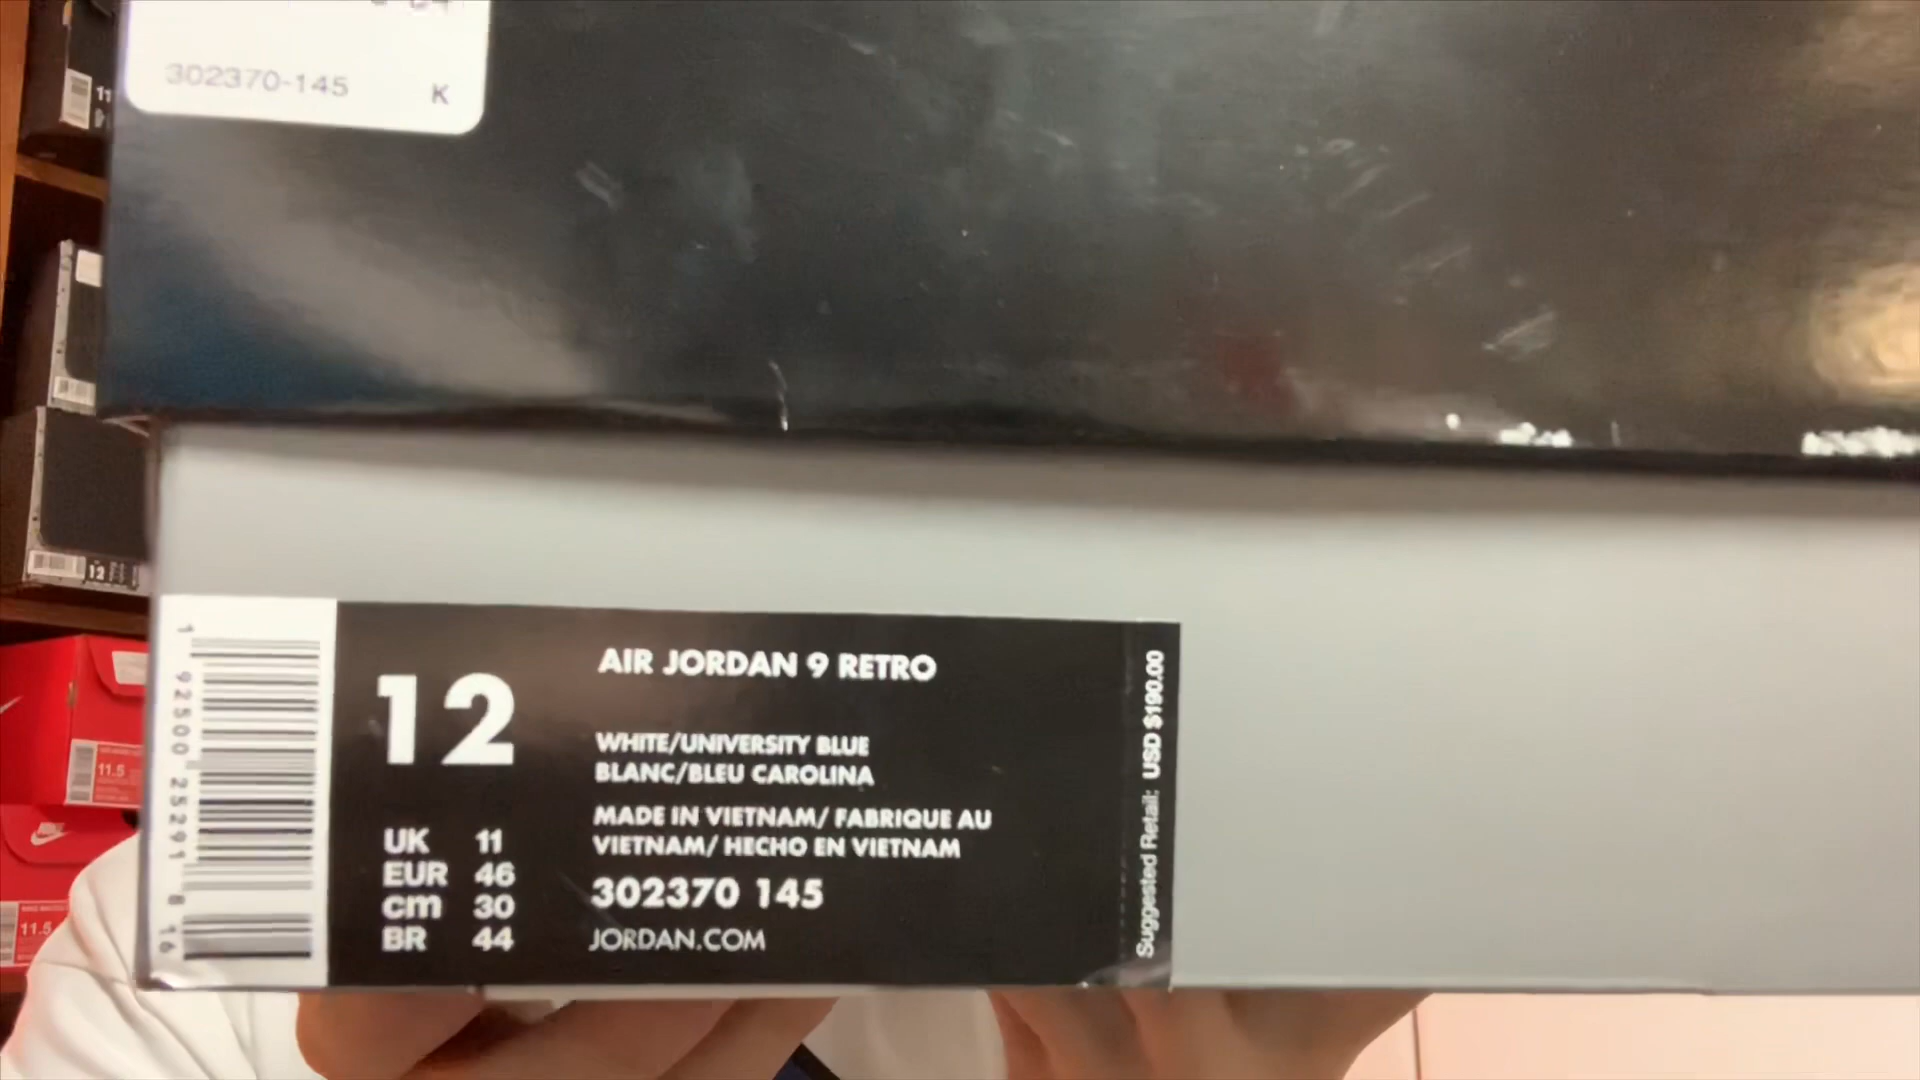 302370-145 K
11
12
11.5
11.5
12
AIR JORDAN 9 RETRO
WHITE/UNIVERSITY BLUE
BLANC/BLEU CAROLINA
MADE IN VIETNAM/ FABRIQUE AU
VIETNAM/ HECHO EN VIETNAM
302370 145
JORDAN.COM
UK 11
EUR 46
cm 30
BR 44
Suggested Retail: USD $190.00
1 92500 25291 8 16